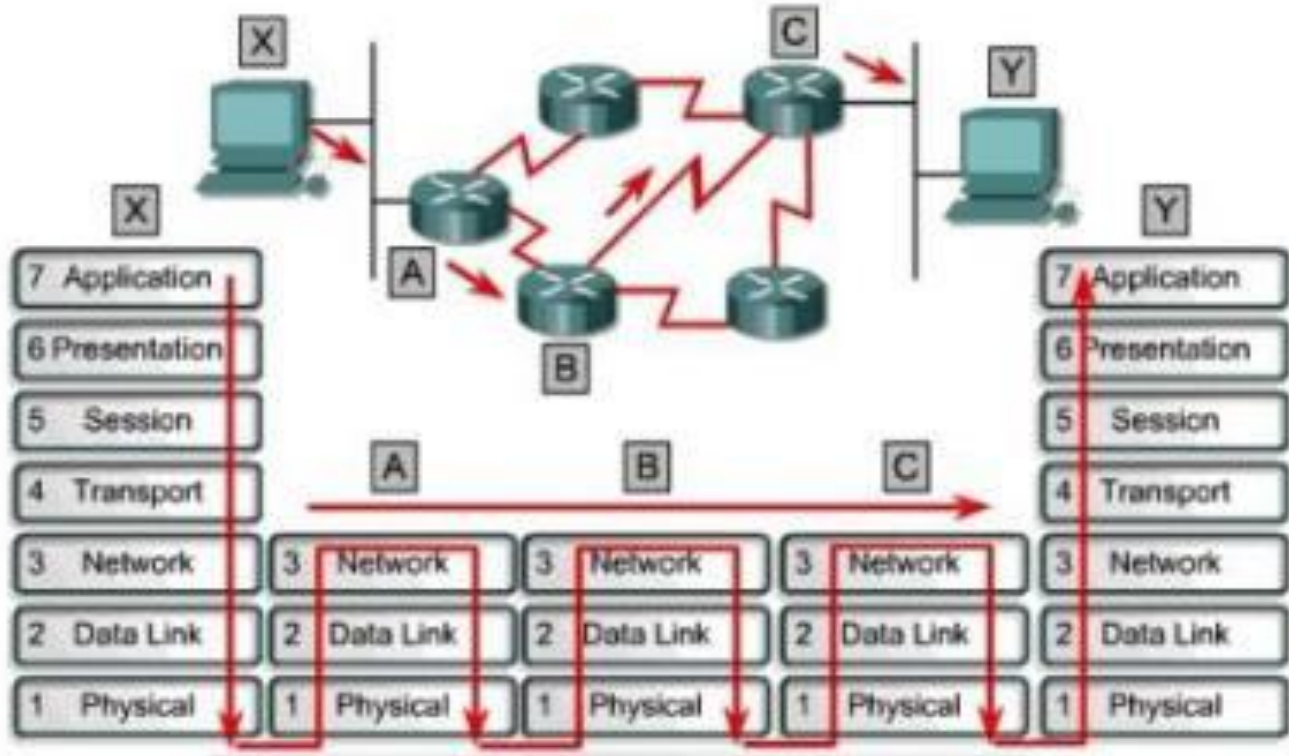 X
C
Y
X
A
Y
B
7 Application
7 Application
6 Presentation
6 Presentation
5 Session
5 Session
A
B
C
4 Transport
4 Transport
3 Network
3 Network
3 Network
3 Network
3 Network
2 Data Link
2 Data Link
2 Data Link
2 Data Link
2 Data Link
1 Physical
1 Physical
1 Physical
1 Physical
1 Physical